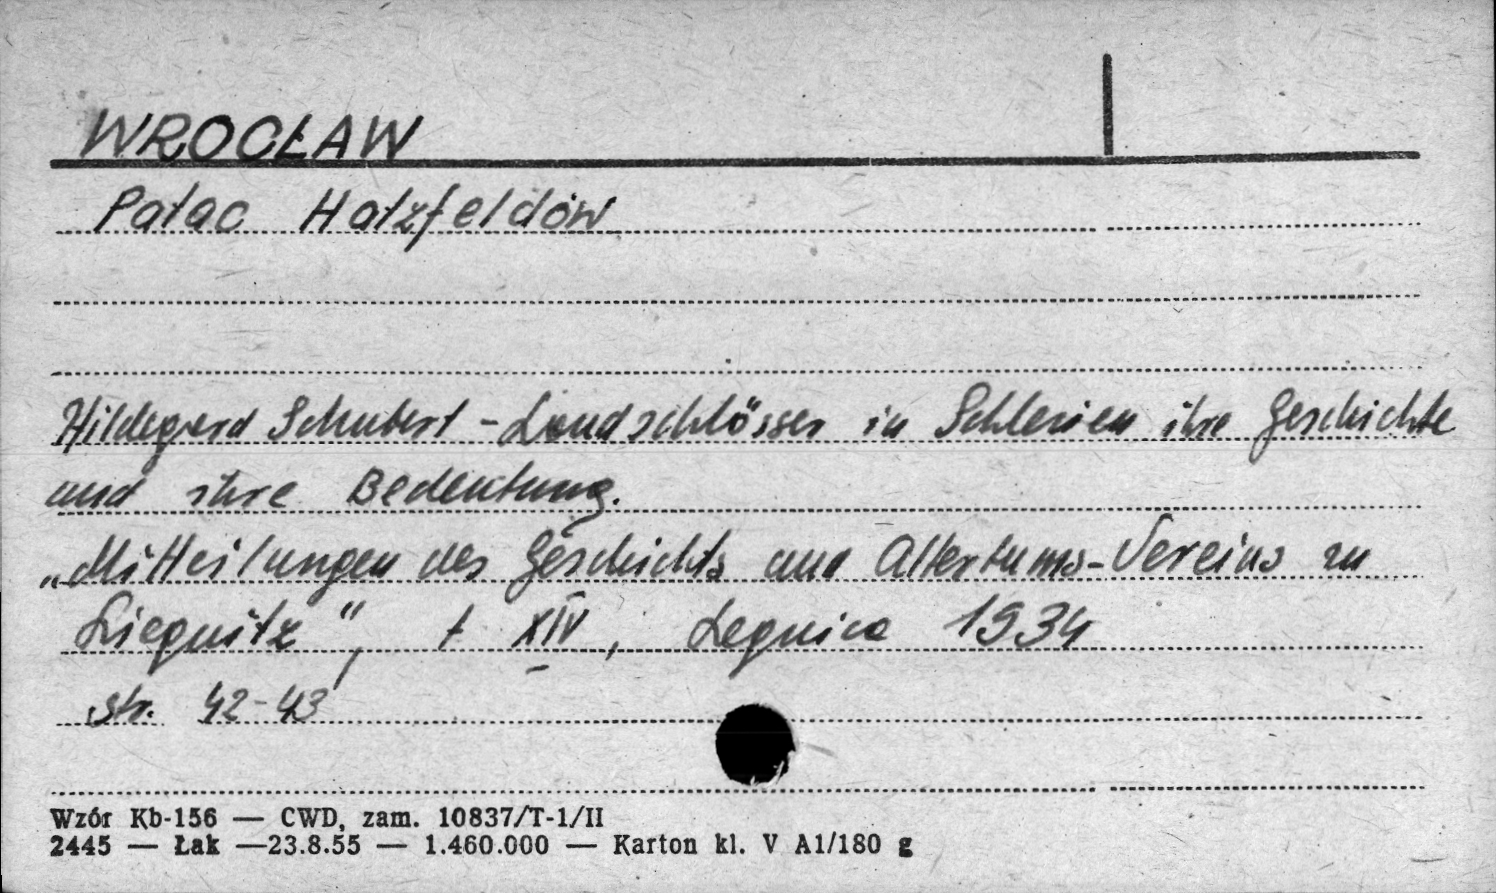 WROCŁAW
Pałac Hatzfeldów
Hildegard Schubert - Landschlösser in Schlesien ihre Geschichte
und ihre Bedeutung.
„Mitteilungen des Geschichts und Altertums-Vereins zu
Liegnitz", t XIV, Legnica 1934
str. 42-43
Wzór Kb-156 — CWD, zam. 10837/T-1/II
2445 — Łak —23.8.55 — 1.460.000 — Karton kl. V A1/180 g